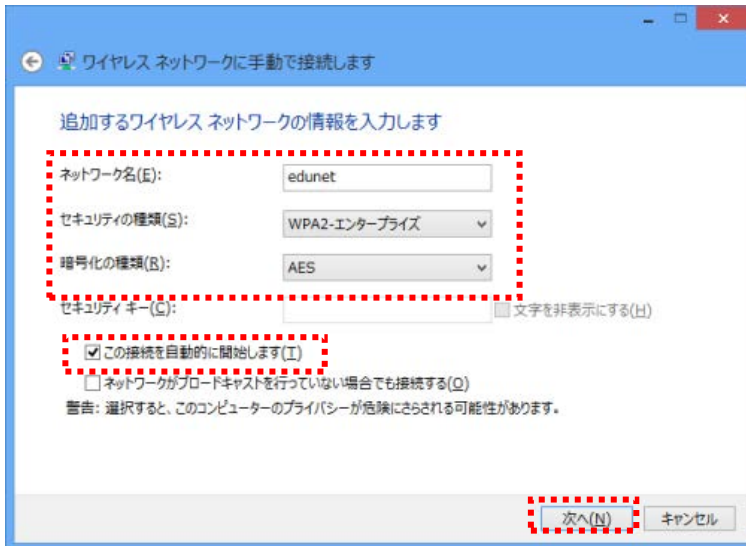 ワイヤレス ネットワークに手動で接続します
追加するワイヤレス ネットワークの情報を入力します
ネットワーク名(E): edunet
セキュリティの種類(S): WPA2-エンタープライズ
暗号化の種類(R): AES
セキュリティ キー(C): 文字を非表示にする(H)
この接続を自動的に開始します(T)
ネットワークがブロードキャストを行っていない場合でも接続する(O)
警告: 選択すると、このコンピューターのプライバシーが危険にさらされる可能性があります。
次へ(N) キャンセル